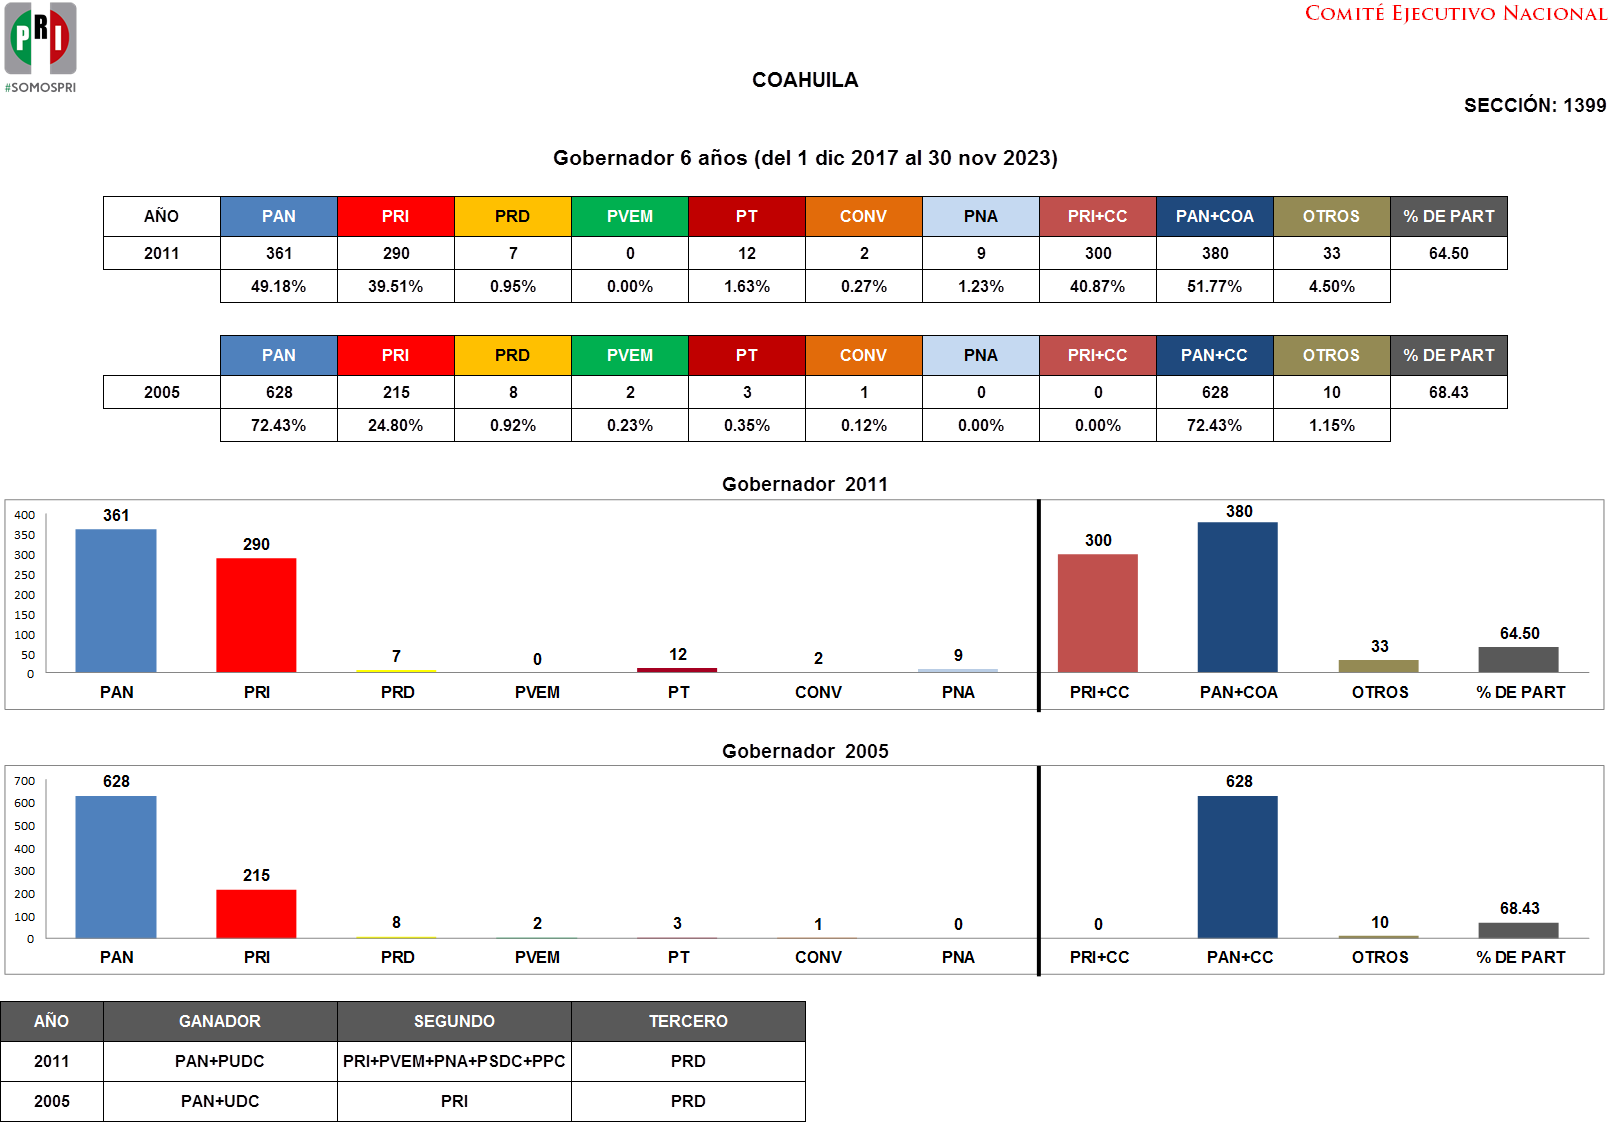 PRI
#SOMOSPRI
COMITÉ EJECUTIVO NACIONAL
COAHUILA
SECCIÓN: 1399
Gobernador 6 años (del 1 dic 2017 al 30 nov 2023)
AÑO PAN PRI PRD PVEM PT CONV PNA PRI+CC PAN+COA OTROS % DE PART
2011 361 290 7 0 12 2 9 300 380 33 64.50
49.18% 39.51% 0.95% 0.00% 1.63% 0.27% 1.23% 40.87% 51.77% 4.50%
PAN PRI PRD PVEM PT CONV PNA PRI+CC PAN+CC OTROS % DE PART
2005 628 215 8 2 3 1 0 0 628 10 68.43
72.43% 24.80% 0.92% 0.23% 0.35% 0.12% 0.00% 0.00% 72.43% 1.15%
Gobernador 2011
400
350
300
250
200
150
100
50
0
361 290 7 0 12 2 9 300 380 33 64.50
PAN PRI PRD PVEM PT CONV PNA PRI+CC PAN+COA OTROS % DE PART
Gobernador 2005
700
600
500
400
300
200
100
0
628 215 8 2 3 1 0 0 628 10 68.43
PAN PRI PRD PVEM PT CONV PNA PRI+CC PAN+CC OTROS % DE PART
AÑO GANADOR SEGUNDO TERCERO
2011 PAN+PUDC PRI+PVEM+PNA+PSDC+PPC PRD
2005 PAN+UDC PRI PRD